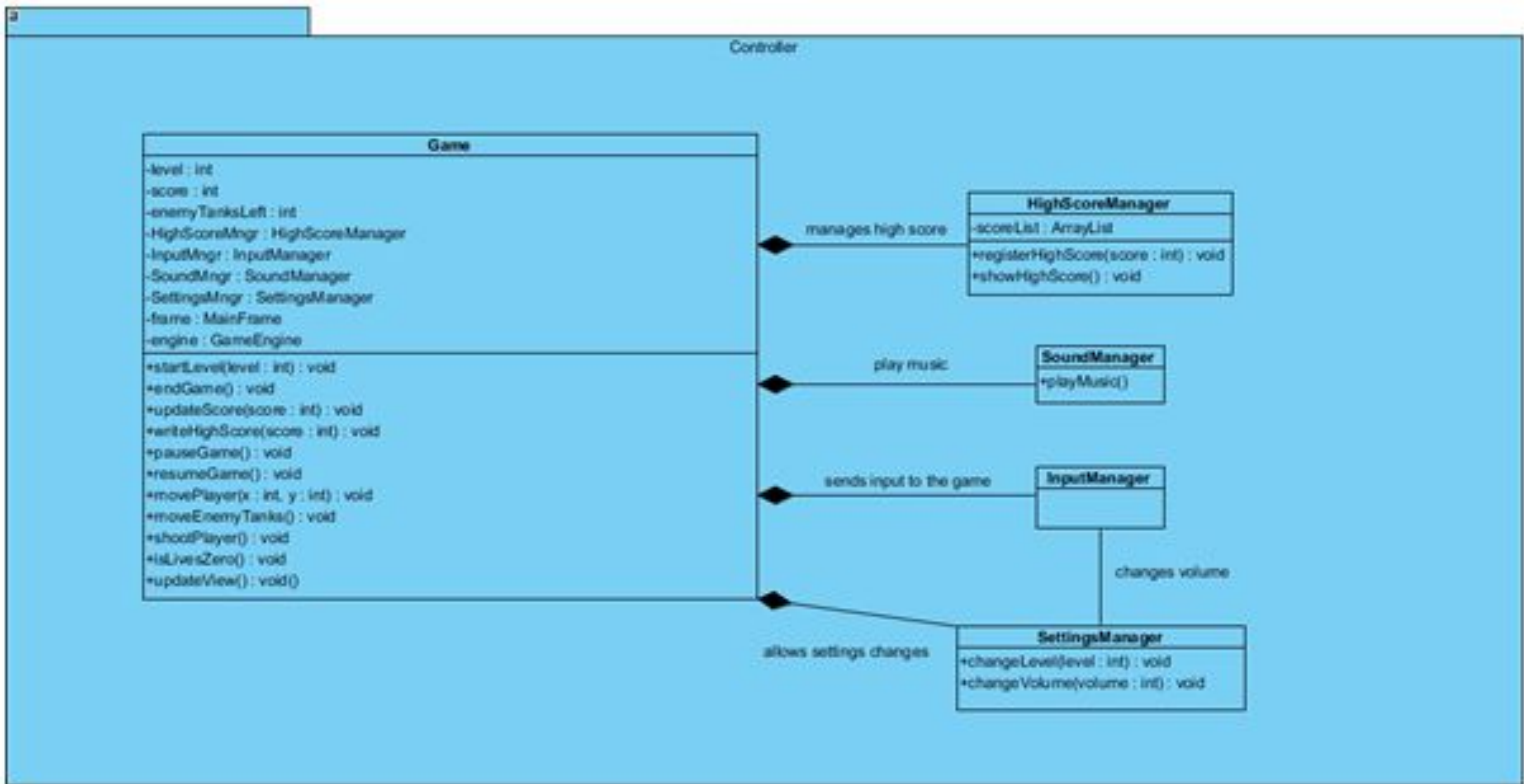 a
Controller
Game
-level : int
-score : int
-enemyTanksLeft : int
-HighScoreMngr : HighScoreManager
-InputMngr : InputManager
-SoundMngr : SoundManager
-SettingsMngr : SettingsManager
-frame : MainFrame
-engine : GameEngine
+startLevel(level : int) : void
+endGame() : void
+updateScore(score : int) : void
+writeHighScore(score : int) : void
+pauseGame() : void
+resumeGame() : void
+movePlayer(x : int, y : int) : void
+moveEnemyTanks() : void
+shootPlayer() : void
+isLivesZero() : void
+updateView() : void()
manages high score
HighScoreManager
-scoreList : ArrayList
+registerHighScore(score : int) : void
+showHighScore() : void
play music
SoundManager
+playMusic()
sends input to the game
InputManager
changes volume
allows settings changes
SettingsManager
+changeLevel(level : int) : void
+changeVolume(volume : int) : void